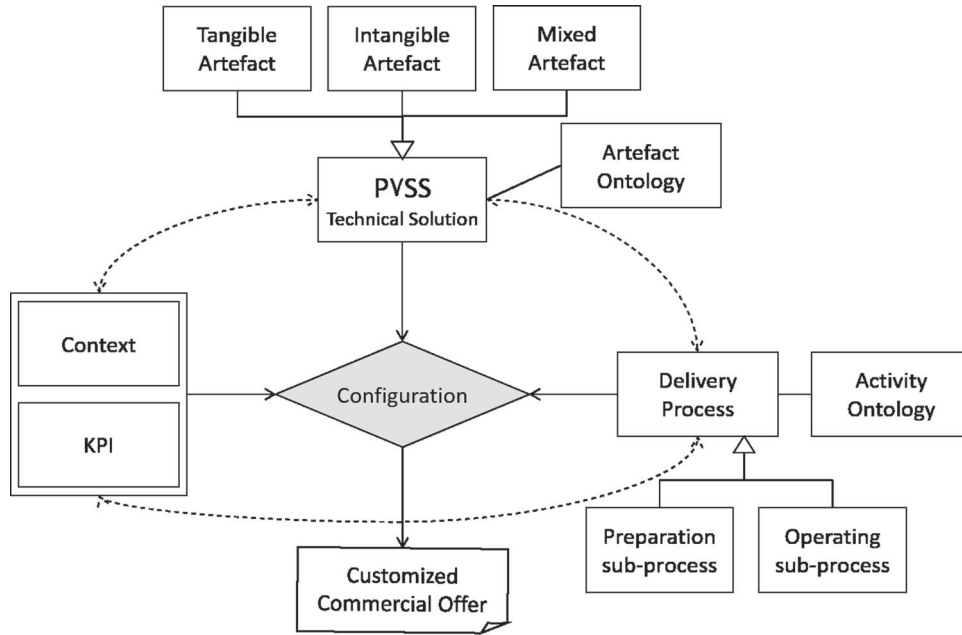 Tangible
Artefact
Intangible
Artefact
Mixed
Artefact
Artefact
Ontology
PVSS
Technical Solution
Context
KPI
Configuration
Delivery
Process
Activity
Ontology
Preparation
sub-process
Operating
sub-process
Customized
Commercial Offer